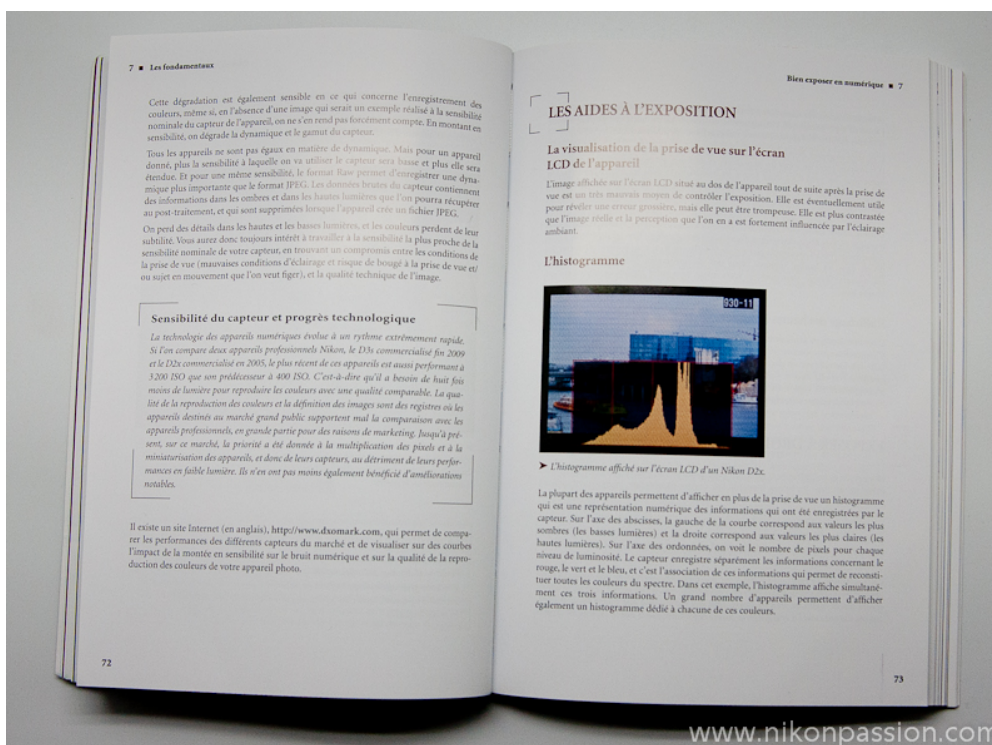 7 ■ Les fondamentaux
Cette dégradation est également sensible en ce qui concerne l'enregistrement des
couleurs, même si, en l'absence d'une image qui serait un exemple réalisé à la sensibilité
nominale du capteur de l'appareil, on ne s'en rend pas forcément compte. En montant en
sensibilité, on dégrade la dynamique et le gamut du capteur.
Tous les appareils ne sont pas égaux en matière de dynamique. Mais pour un appareil
donné, plus la sensibilité à laquelle on va utiliser le capteur sera basse et plus elle sera
étendue. Et pour une même sensibilité, le format Raw permet d'enregistrer une dyna-
mique plus importante que le format JPEG. Les données brutes du capteur contiennent
des informations dans les ombres et dans les hautes lumières que l'on pourra récupérer
au post-traitement, et qui sont supprimées lorsque l'appareil crée un fichier JPEG.
On perd des détails dans les hautes et les basses lumières, et les couleurs perdent de leur
subtilité. Vous aurez donc toujours intérêt à travailler à la sensibilité la plus proche de la
sensibilité nominale de votre capteur, en trouvant un compromis entre les conditions de
la prise de vue (mauvaises conditions d'éclairage et risque de bougé à la prise de vue et/
ou sujet en mouvement que l'on veut figer), et la qualité technique de l'image.
Sensibilité du capteur et progrès technologique
La technologie des appareils numériques évolue à un rythme extrêmement rapide.
Si l'on compare deux appareils professionnels Nikon, le D3s commercialisé fin 2009
et le D2x commercialisé en 2005, le plus récent de ces appareils est aussi performant à
3 200 ISO que son prédécesseur à 400 ISO. C'est-à-dire qu'il a besoin de huit fois
moins de lumière pour reproduire les couleurs avec une qualité comparable. La qua-
lité de la reproduction des couleurs et la définition des images sont des registres où les
appareils destinés au marché grand public supportent mal la comparaison avec les
appareils professionnels, en grande partie pour des raisons de marketing. Jusqu'à pré-
sent, sur ce marché, la priorité a été donnée à la multiplication des pixels et à la
miniaturisation des appareils, et donc de leurs capteurs, au détriment de leurs perfor-
mances en faible lumière. Ils n'en ont pas moins également bénéficié d'améliorations
notables.
Il existe un site Internet (en anglais), http://www.dxomark.com, qui permet de compa-
rer les performances des différents capteurs du marché et de visualiser sur des courbes
l'impact de la montée en sensibilité sur le bruit numérique et sur la qualité de la repro-
duction des couleurs de votre appareil photo.
72
Bien exposer en numérique ■ 7
LES AIDES À L'EXPOSITION
La visualisation de la prise de vue sur l'écran
LCD de l'appareil
L'image affichée sur l'écran LCD situé au dos de l'appareil tout de suite après la prise de
vue est un très mauvais moyen de contrôler l'exposition. Elle est éventuellement utile
pour révéler une erreur grossière, mais elle peut être trompeuse. Elle est plus contrastée
que l'image réelle et la perception que l'on en a est fortement influencée par l'éclairage
ambiant.
L'histogramme
930-11
➤ L'histogramme affiché sur l'écran LCD d'un Nikon D2x.
La plupart des appareils permettent d'afficher en plus de la prise de vue un histogramme
qui est une représentation numérique des informations qui ont été enregistrées par le
capteur. Sur l'axe des abscisses, la gauche de la courbe correspond aux valeurs les plus
sombres (les basses lumières) et la droite correspond aux valeurs les plus claires (les
hautes lumières). Sur l'axe des ordonnées, on voit le nombre de pixels pour chaque
niveau de luminosité. Le capteur enregistre séparément les informations concernant le
rouge, le vert et le bleu, et c'est l'association de ces informations qui permet de reconsti-
tuer toutes les couleurs du spectre. Dans cet exemple, l'histogramme affiche simultané-
ment ces trois informations. Un grand nombre d'appareils permettent d'afficher
également un histogramme dédié à chacune de ces couleurs.
73
www.nikonpassion.com